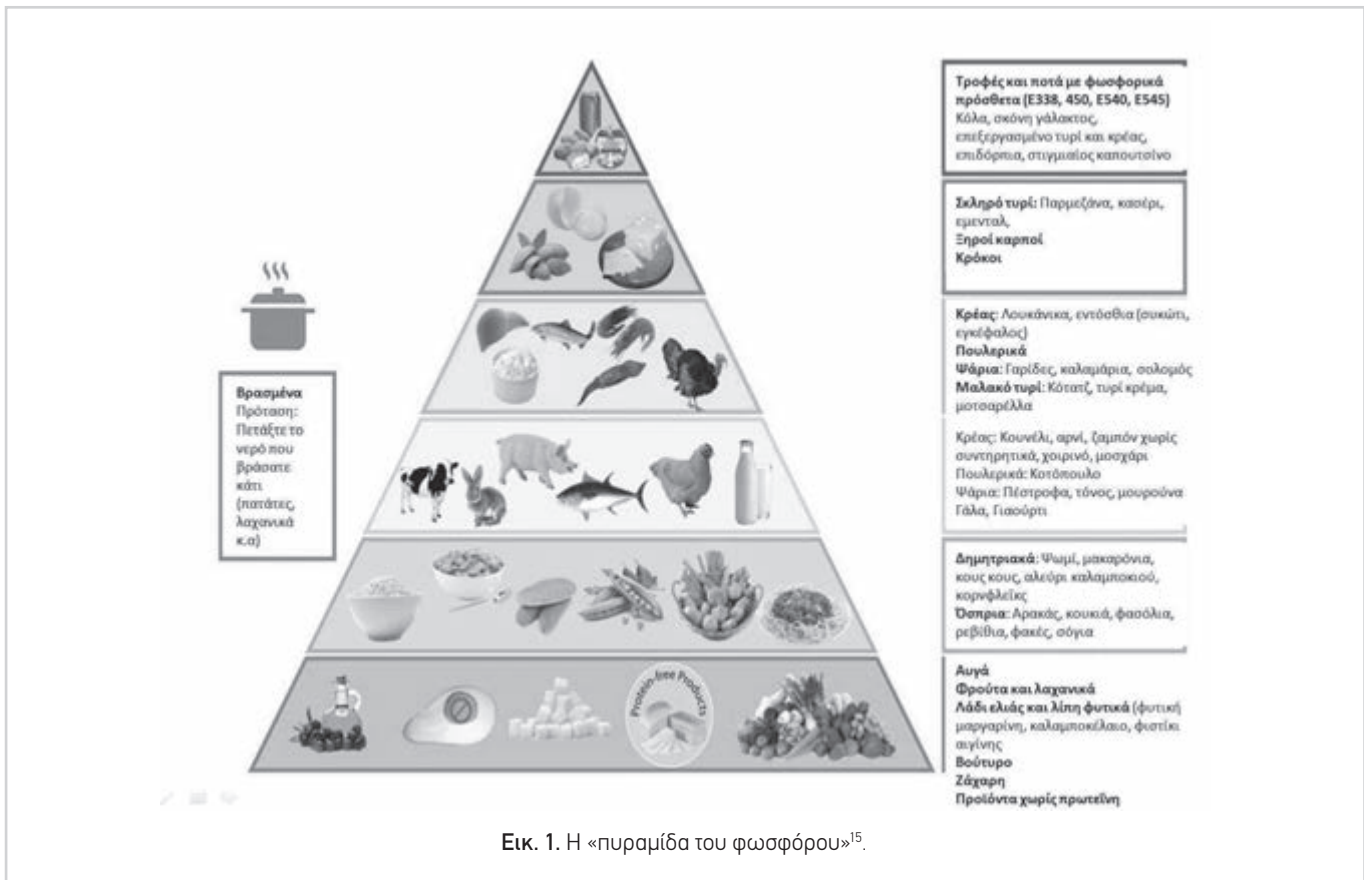 Τροφές και ποτά με φωσφορικά
πρόσθετα (E338, 450, E540, E545)
Κόλα, σκόνη γάλακτος,
επεξεργασμένο τυρί και κρέας,
επιδόρπια, στιγμιαίος καπουτσίνο
Σκληρό τυρί: Παρμεζάνα, κασέρι,
εμενταλ,
Ξηροί καρποί
Κρόκοι
Κρέας: Λουκάνικα, εντόσθια (συκώτι,
εγκέφαλος)
Πουλερικά
Ψάρια: Γαρίδες, καλαμάρια, σολομός
Μαλακό τυρί: Κότατζ, τυρί κρέμα,
μοτσαρέλλα
Βρασμένα
Πρόταση:
Πετάξτε το
νερό που
βράσατε
κάτι
(πατάτες,
λαχανικά
κ.α)
Κρέας: Κουνέλι, αρνί, ζαμπόν χωρίς
συντηρητικά, χοιρινό, μοσχάρι
Πουλερικά: Κοτόπουλο
Ψάρια: Πέστροφα, τόνος, μουρούνα
Γάλα, Γιαούρτι
Δημητριακά: Ψωμί, μακαρόνια,
κους κους, αλεύρι καλαμποκιού,
κορνφλεϊκς
Όσπρια: Αρακάς, κουκιά, φασόλια,
ρεβίθια, φακές, σόγια
Protein-free Products
Αυγά
Φρούτα και λαχανικά
Λάδι ελιάς και λίπη φυτικά (φυτική
μαργαρίνη, καλαμποκέλαιο, φιστίκι
αιγίνης
Βούτυρο
Ζάχαρη
Προϊόντα χωρίς πρωτεΐνη
Εικ. 1. Η «πυραμίδα του φωσφόρου»15.